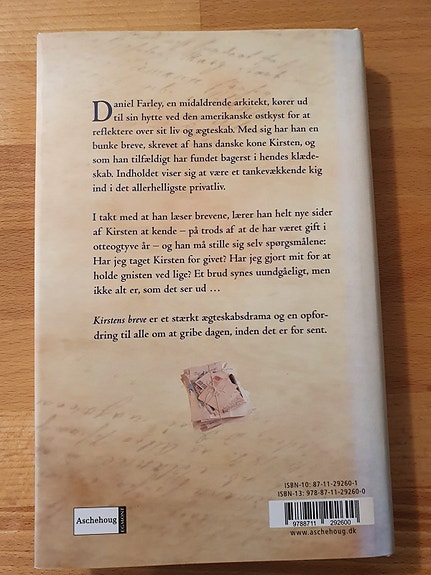 Daniel Farley, en midaldrende arkitekt, kører ud
til sin hytte ved den amerikanske østkyst for at
reflektere over sit liv og ægteskab. Med sig har han en
bunke breve, skrevet af hans danske kone Kirsten, og
som han tilfældigt har fundet bagerst i hendes klæde-
skab. Indholdet viser sig at være et tankevækkende kig
ind i det allerhelligste privatliv.
I takt med at han læser brevene, lærer han helt nye sider
af Kirsten at kende – på trods af at de har været gift i
otteogtyve år – og han må stille sig selv spørgsmålene:
Har jeg taget Kirsten for givet? Har jeg gjort mit for at
holde gnisten ved lige? Et brud synes uundgåeligt, men
ikke alt er, som det ser ud ...
Kirstens breve er et stærkt ægteskabsdrama og en opfor-
dring til alle om at gribe dagen, inden det er for sent.
ISBN-10: 87-11-29260-1
ISBN-13: 978-87-11-29260-0
9788711 292600
www.aschehoug.dk
Aschehoug
EGMONT